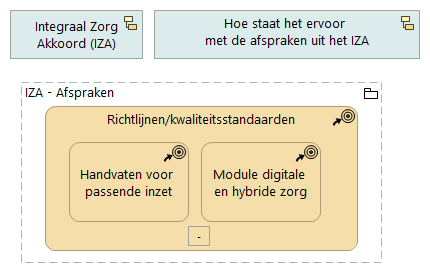 Integraal Zorg
Akkoord (IZA)
Hoe staat het ervoor
met de afspraken uit het IZA
IZA - Afspraken
Richtlijnen/kwaliteitsstandaarden
Handvaten voor
passende inzet
Module digitale
en hybride zorg
-